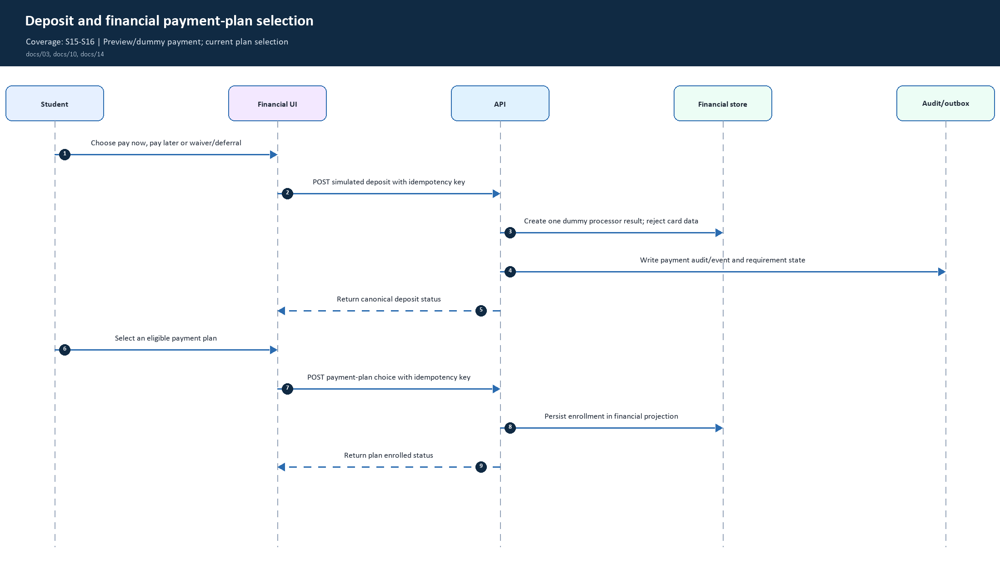 Deposit and financial payment-plan selection
Coverage: S15-S16 | Preview/dummy payment; current plan selection
docs/03, docs/10, docs/14
Student
Financial UI
API
Financial store
Audit/outbox
Choose pay now, pay later or waiver/deferral
1
POST simulated deposit with idempotency key
2
Create one dummy processor result; reject card data
3
Write payment audit/event and requirement state
4
Return canonical deposit status
5
Select an eligible payment plan
6
POST payment-plan choice with idempotency key
7
Persist enrollment in financial projection
8
Return plan enrolled status
9